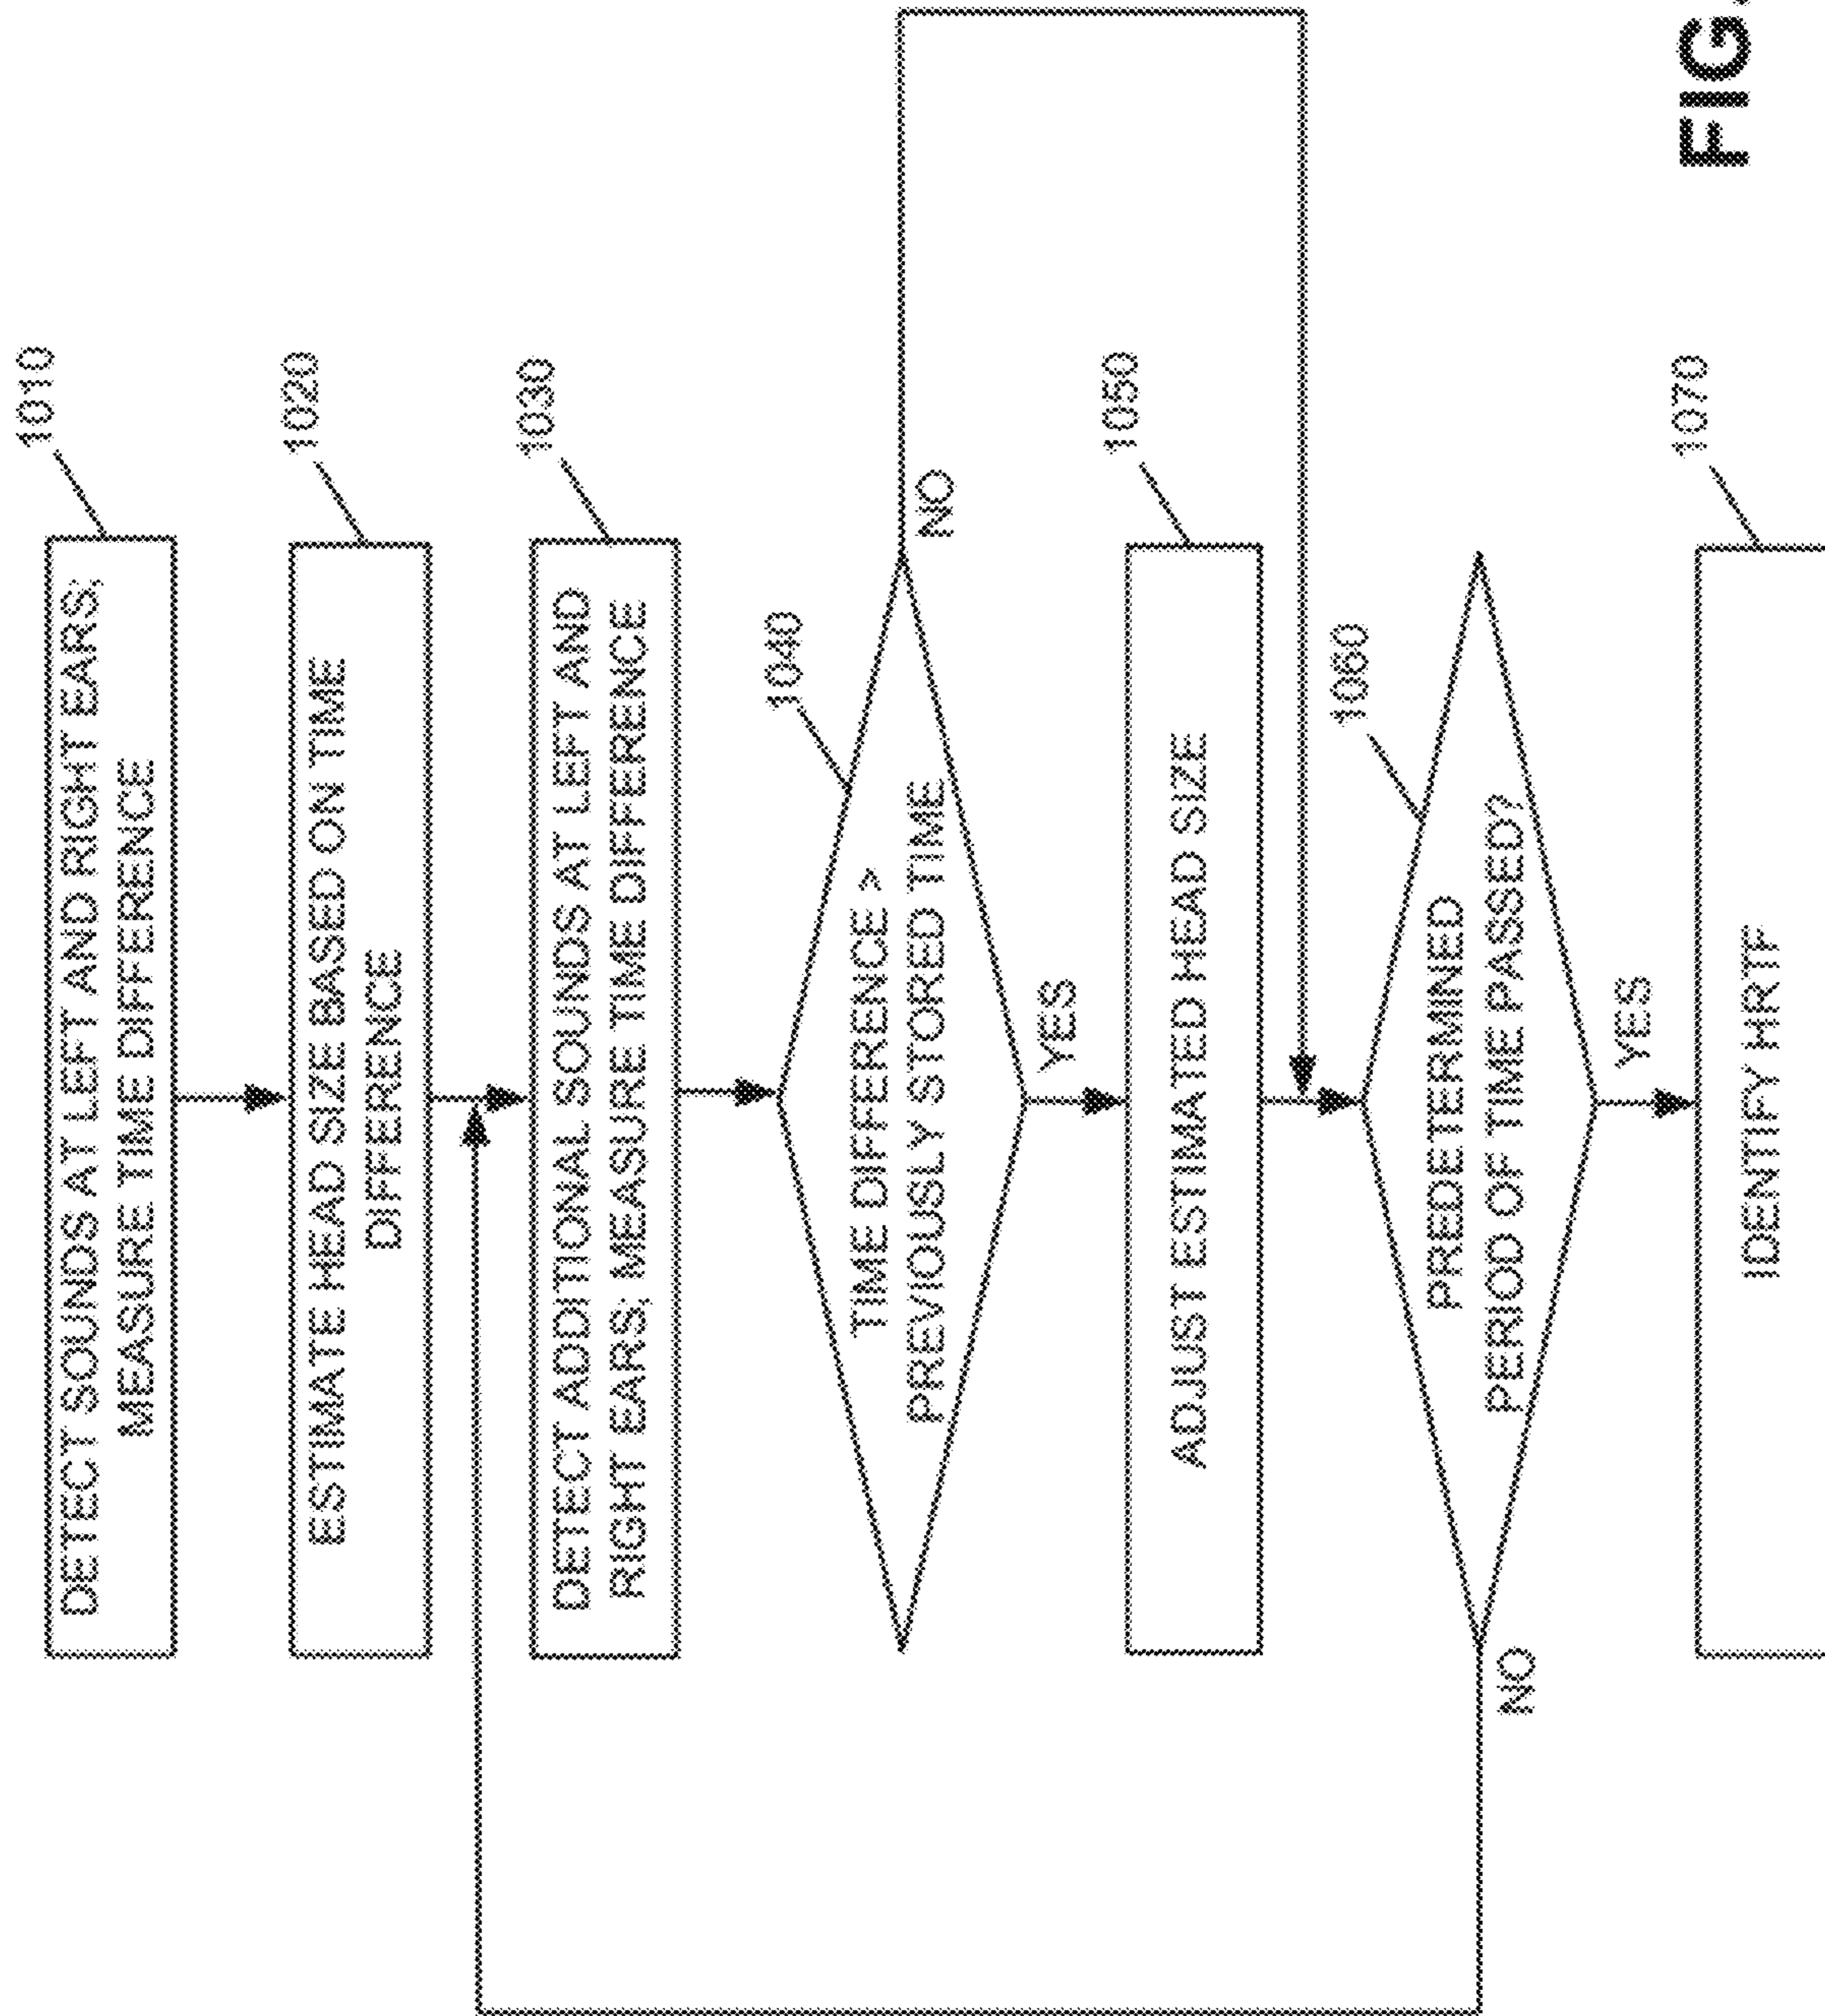 1010
DETECT SOUNDS AT LEFT AND RIGHT EARS;
MEASURE TIME DIFFERENCE
1020
ESTIMATE HEAD SIZE BASED ON TIME
DIFFERENCE
1030
DETECT ADDITIONAL SOUNDS AT LEFT AND
RIGHT EARS; MEASURE TIME DIFFERENCE
1040
TIME DIFFERENCE >
PREVIOUSLY STORED TIME
NO
YES
1050
ADJUST ESTIMATED HEAD SIZE
1060
PREDETERMINED
PERIOD OF TIME PASSED?
NO
YES
1070
IDENTIFY HRTF
FIG.